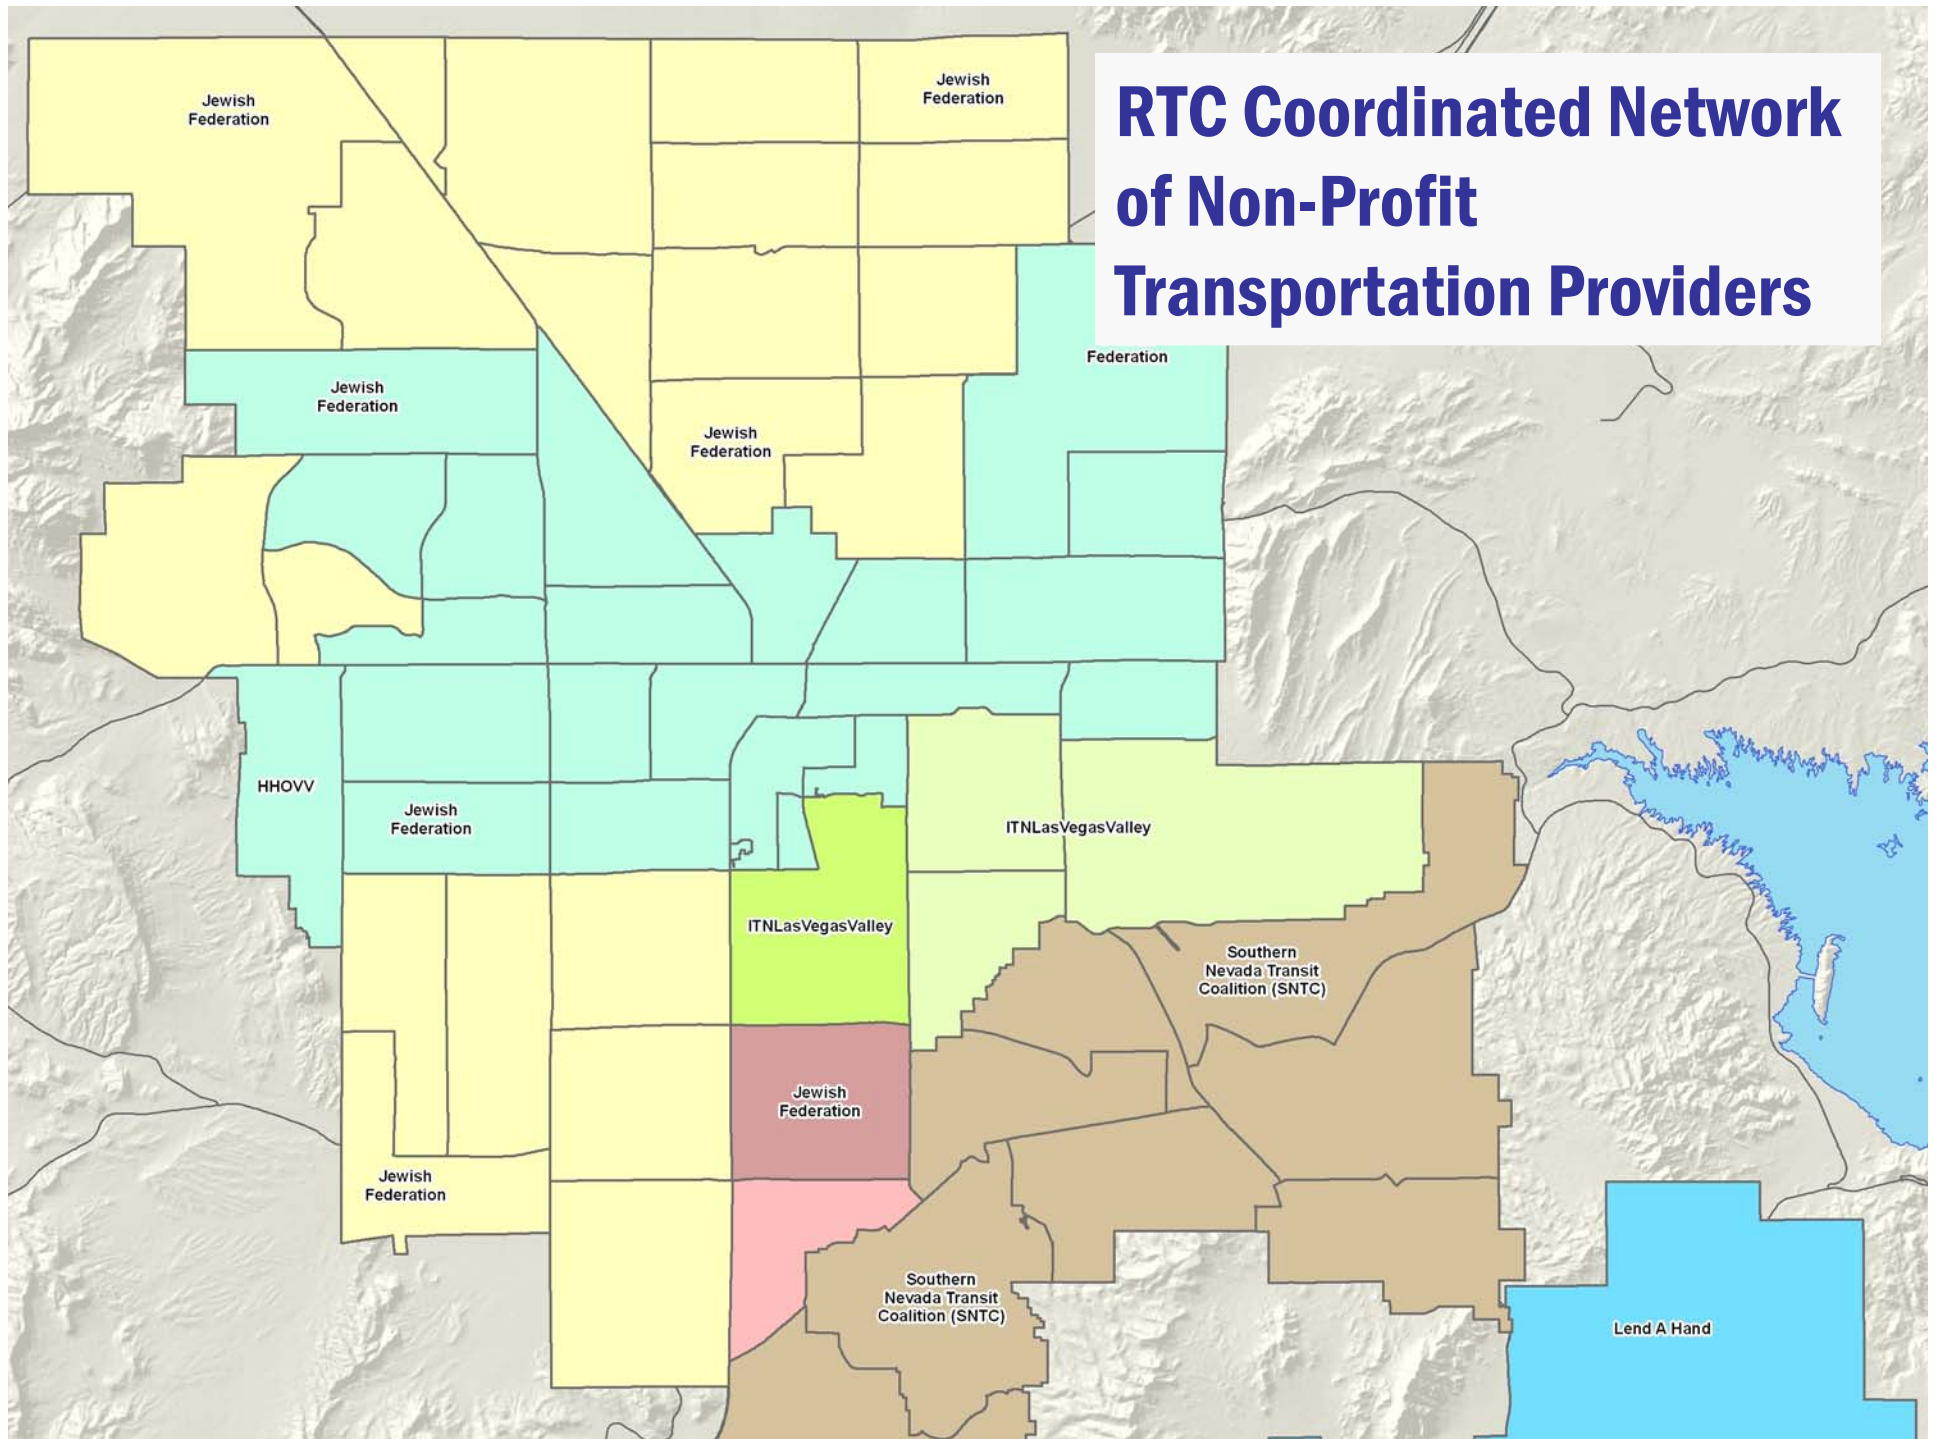 RTC Coordinated Network
of Non-Profit
Transportation Providers
Jewish
Federation
Jewish
Federation
Federation
Jewish
Federation
Jewish
Federation
HHOVV
Jewish
Federation
ITNLasVegasValley
ITNLasVegasValley
Southern
Nevada Transit
Coalition (SNTC)
Jewish
Federation
Jewish
Federation
Southern
Nevada Transit
Coalition (SNTC)
Lend A Hand